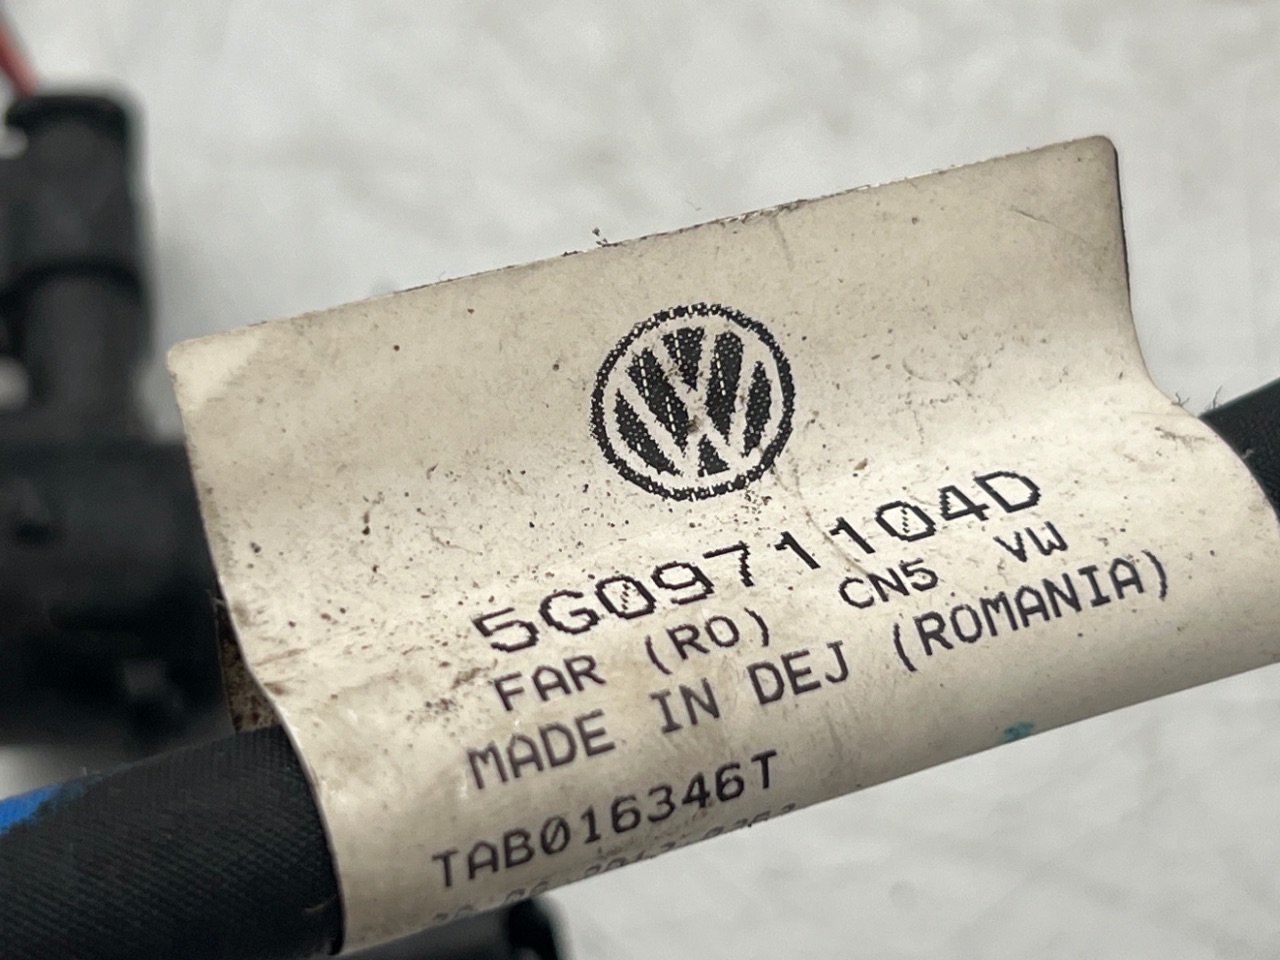 5G0971104D
FAR (RO) CN5 VW
MADE IN DEJ (ROMANIA)
TAB016346T